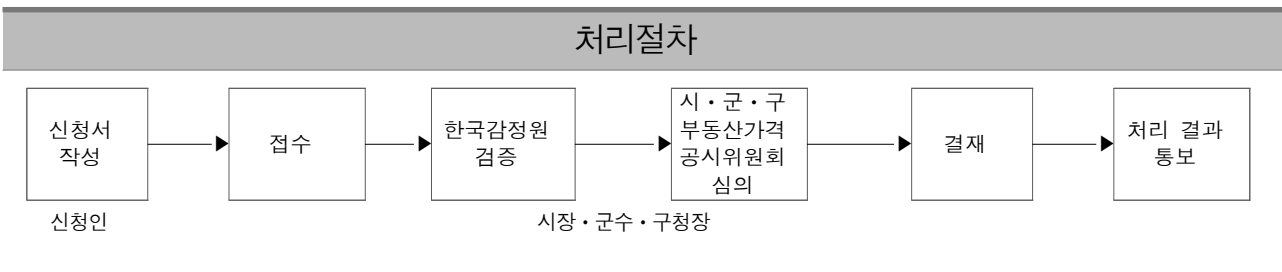 처리절차
신청서
작성
접수
한국감정원
검증
시・군・구
부동산가격
공시위원회
심의
결재
처리 결과
통보
신청인
시장・군수・구청장